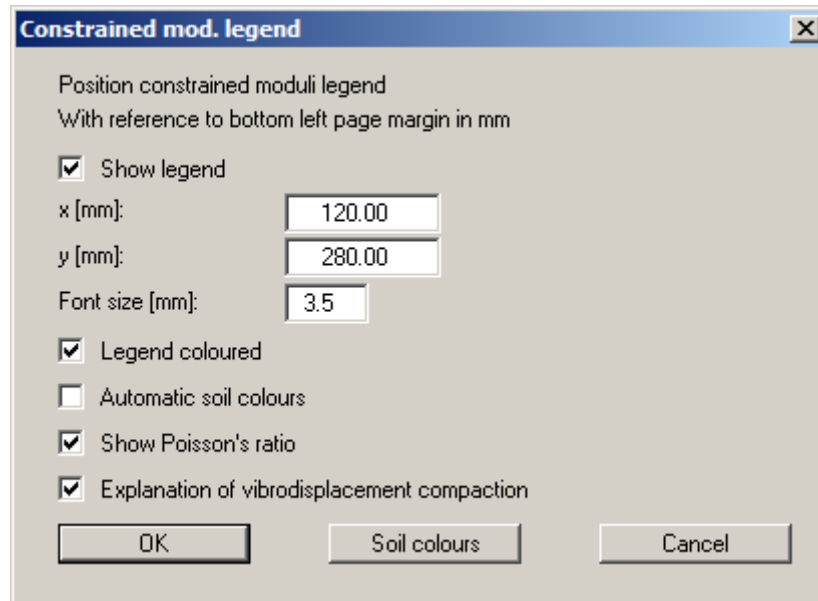 Constrained mod. legend
Position constrained moduli legend
With reference to bottom left page margin in mm
Show legend
x [mm]: 120.00
y [mm]: 280.00
Font size [mm]: 3.5
Legend coloured
Automatic soil colours
Show Poisson's ratio
Explanation of vibrodisplacement compaction
OK Soil colours Cancel